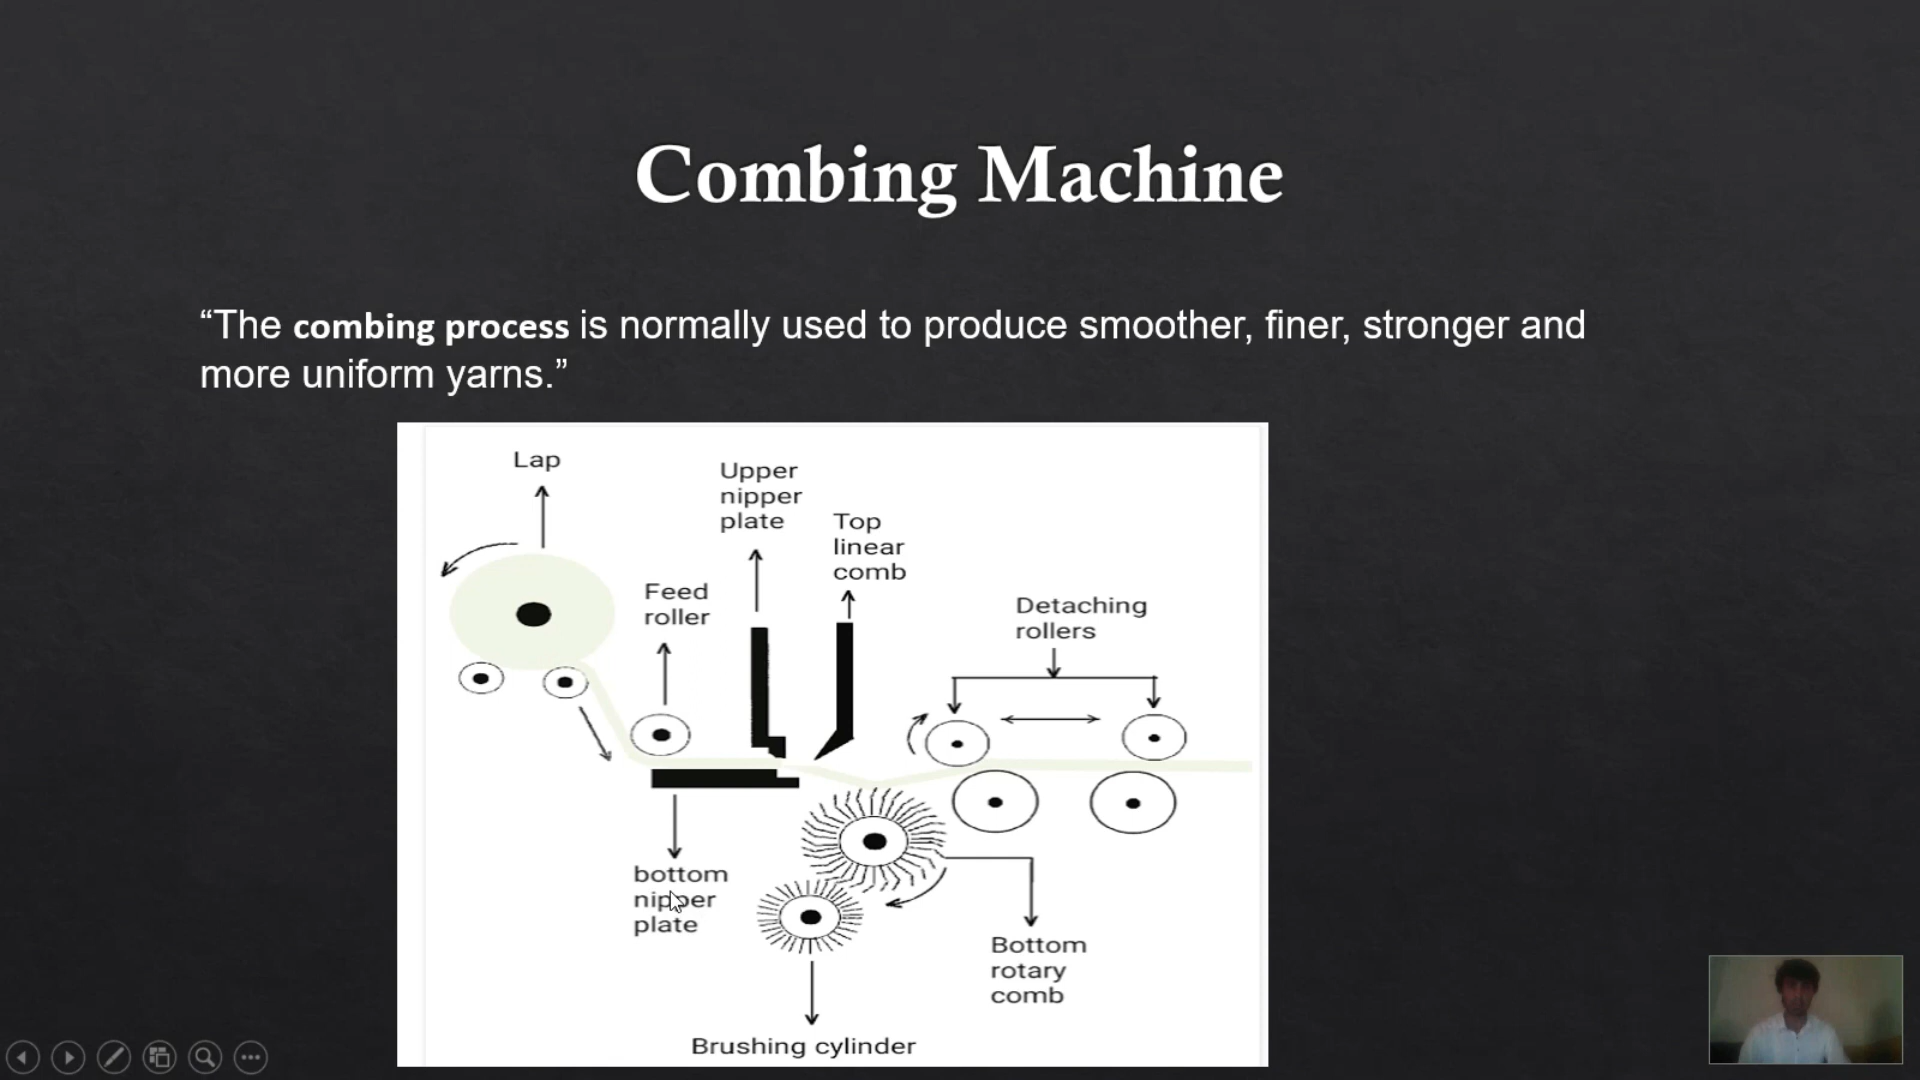 Combing Machine
“The combing process is normally used to produce smoother, finer, stronger and
more uniform yarns.”
Lap
Upper
nipper
plate
Top
linear
comb
Feed
roller
Detaching
rollers
bottom
nipper
plate
Bottom
rotary
comb
Brushing cylinder